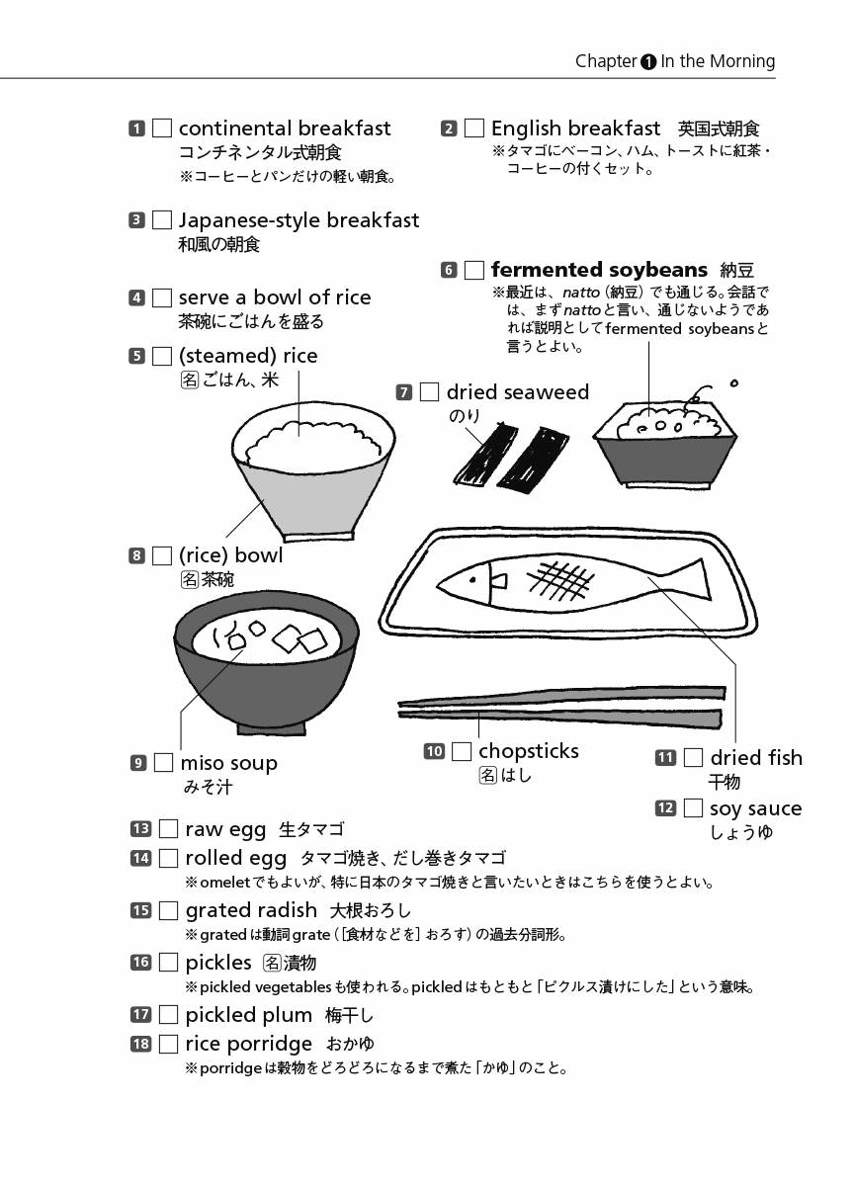 Chapter❶In the Morning
1 □ continental breakfast
コンチネンタル式朝食
※コーヒーとパンだけの軽い朝食。
2 □ English breakfast 英国式朝食
※タマゴにベーコン、ハム、トーストに紅茶・
コーヒーの付くセット。
3 □ Japanese-style breakfast
和風の朝食
4 □ serve a bowl of rice
茶碗にごはんを盛る
5 □ (steamed) rice
名ごはん、米
6 □ fermented soybeans 納豆
※最近は、natto（納豆）でも通じる。会話で
は、まずnattoと言い、通じないようであ
れば説明としてfermented soybeansと
言うとよい。
7 □ dried seaweed
のり
8 □ (rice) bowl
名茶碗
9 □ miso soup
みそ汁
10 □ chopsticks
名はし
11 □ dried fish
干物
12 □ soy sauce
しょうゆ
13 □ raw egg 生タマゴ
14 □ rolled egg タマゴ焼き、だし巻きタマゴ
※omeletでもよいが、特に日本のタマゴ焼きと言いたいときはこちらを使うとよい。
15 □ grated radish 大根おろし
※gratedは動詞grate（［食材などを］おろす）の過去分詞形。
16 □ pickles 名漬物
※pickled vegetablesも使われる。pickledはもともと「ピクルス漬けにした」という意味。
17 □ pickled plum 梅干し
18 □ rice porridge おかゆ
※porridgeは穀物をどろどろになるまで煮た「かゆ」のこと。